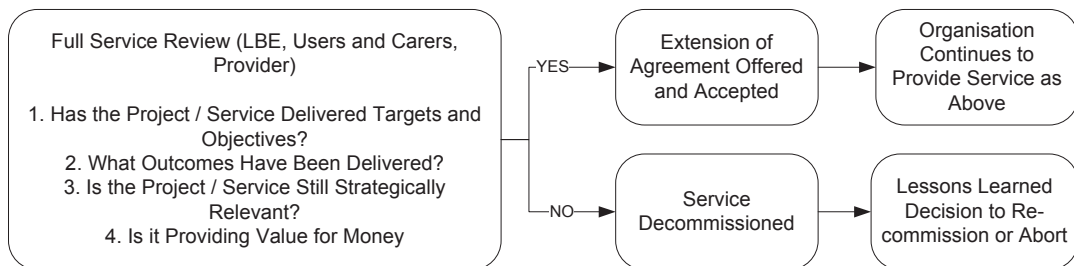 Full Service Review (LBE, Users and Carers,
Provider)
1. Has the Project / Service Delivered Targets and
Objectives?
2. What Outcomes Have Been Delivered?
3. Is the Project / Service Still Strategically
Relevant?
4. Is it Providing Value for Money
YES
Extension of
Agreement Offered
and Accepted
Organisation
Continues to
Provide Service as
Above
NO
Service
Decommissioned
Lessons Learned
Decision to Re-
commission or Abort